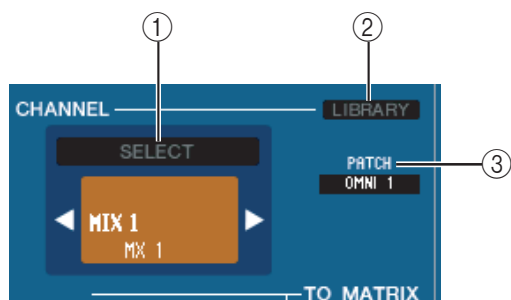 ① ②
CHANNEL LIBRARY
SELECT
PATCH ③
OMNI 1
MIX 1
MX 1
TO MATRIX